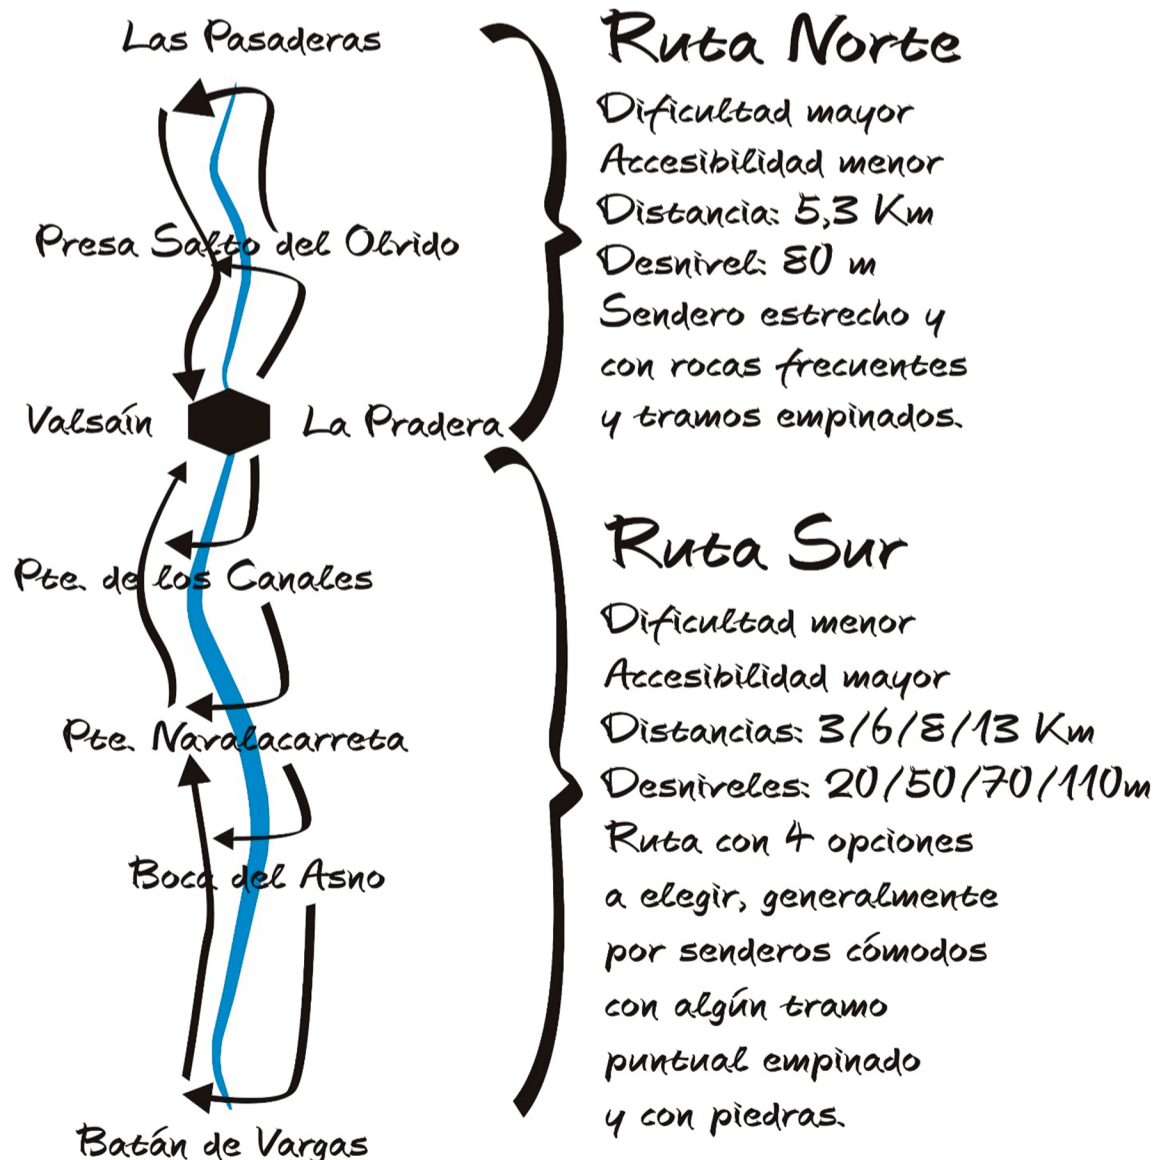 Las Pasaderas
Presa Salto del Olvido
Valsaín
La Pradera
Pte. de los Canales
Pte. Navalacarreta
Boca del Asno
Batán de Vargas
Ruta Norte
Dificultad mayor
Accesibilidad menor
Distancia: 5,3 Km
Desnivel: 80 m
Sendero estrecho y
con rocas frecuentes
y tramos empinados.
Ruta Sur
Dificultad menor
Accesibilidad mayor
Distancias: 3/6/8/13 Km
Desniveles: 20/50/70/110m
Ruta con 4 opciones
a elegir, generalmente
por senderos cómodos
con algún tramo
puntual empinado
y con piedras.